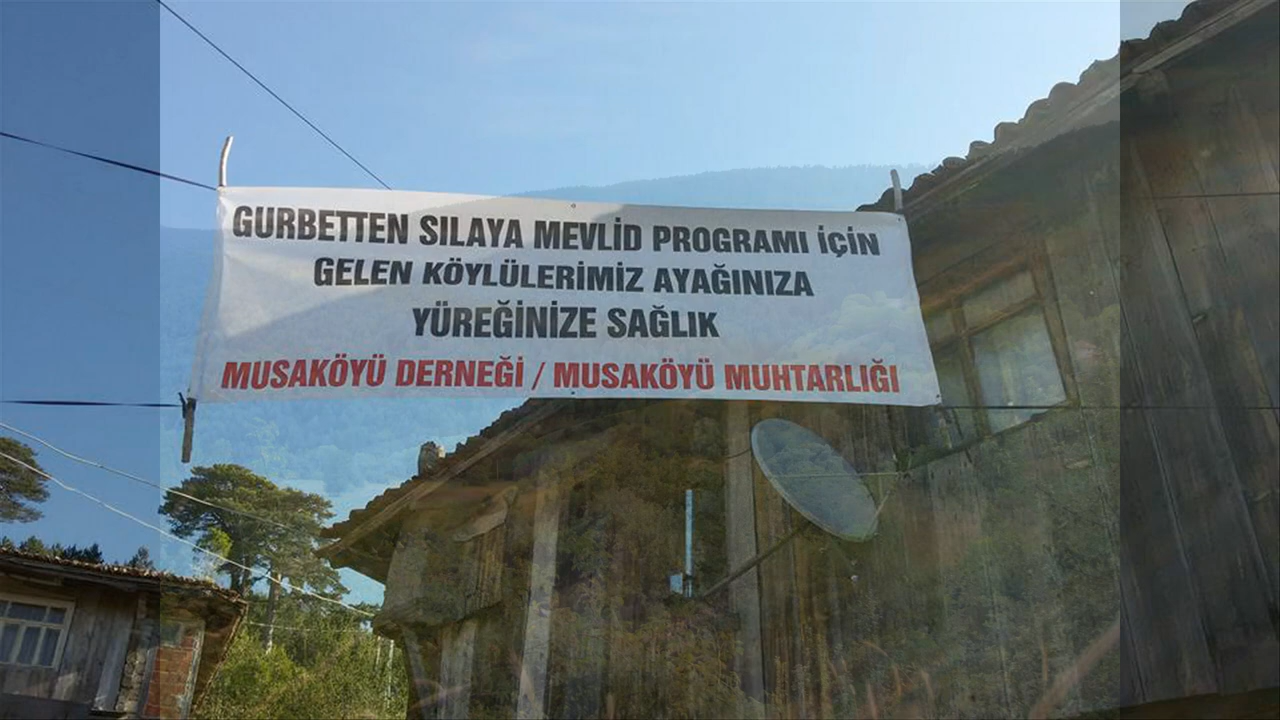 GURBETTEN SILAYA MEVLİD PROGRAMI İÇİN
GELEN KÖYLÜLERİMİZ AYAĞINIZA
YÜREĞİNİZE SAĞLIK
MUSAKÖYÜ DERNEĞİ / MUSAKÖYÜ MUHTARLIĞI